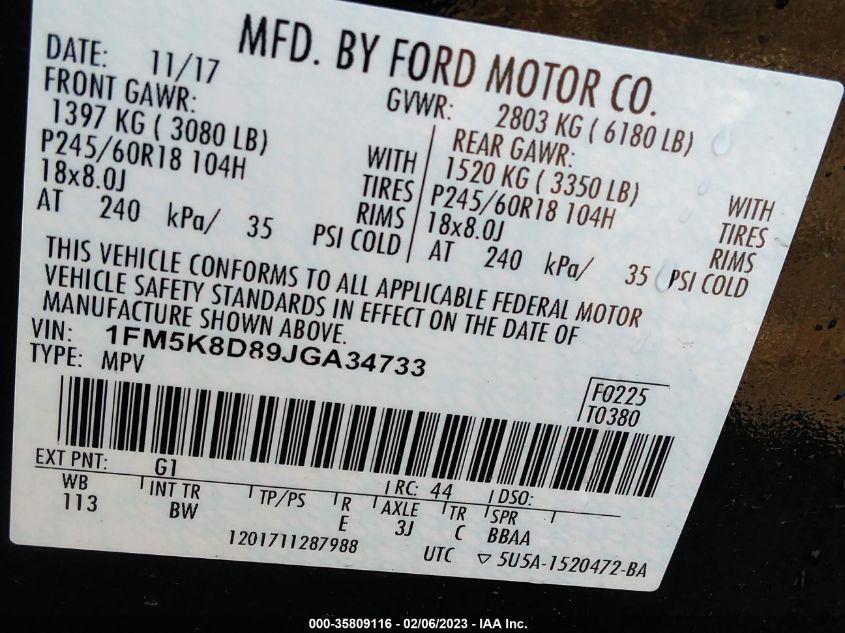 MFD. BY FORD MOTOR CO.
DATE: 11/17 GVWR: 2803 KG ( 6180 LB)
FRONT GAWR: REAR GAWR:
1397 KG ( 3080 LB) WITH 1520 KG ( 3350 LB) WITH
P245/60R18 104H TIRES P245/60R18 104H TIRES
18x8.0J RIMS 18x8.0J RIMS
AT 240 kPa/ 35 PSI COLD AT 240 kPa/ 35 PSI COLD
THIS VEHICLE CONFORMS TO ALL APPLICABLE FEDERAL MOTOR
VEHICLE SAFETY STANDARDS IN EFFECT ON THE DATE OF
MANUFACTURE SHOWN ABOVE.
VIN: 1FM5K8D89JGA34733
TYPE: MPV
F0225
T0380
EXT PNT: G1 RC: 44 DSO:
WB INT TR TP/PS R AXLE TR SPR
113 BW E 3J C BBAA
1201711287988 UTC ▽ 5U5A-1520472-BA
000-35809116 - 02/06/2023 - IAA Inc.